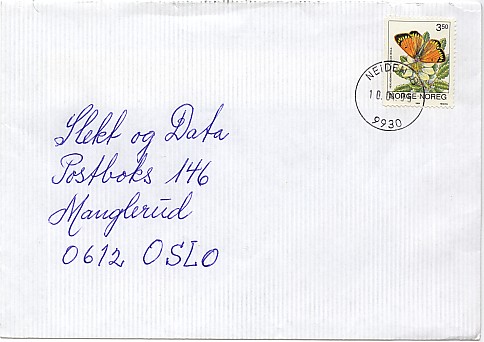 3.50
NORGE NOREG
NEIDEN
9930
Slekt og Data
Postboks 146
Manglerud
0612 OSLO